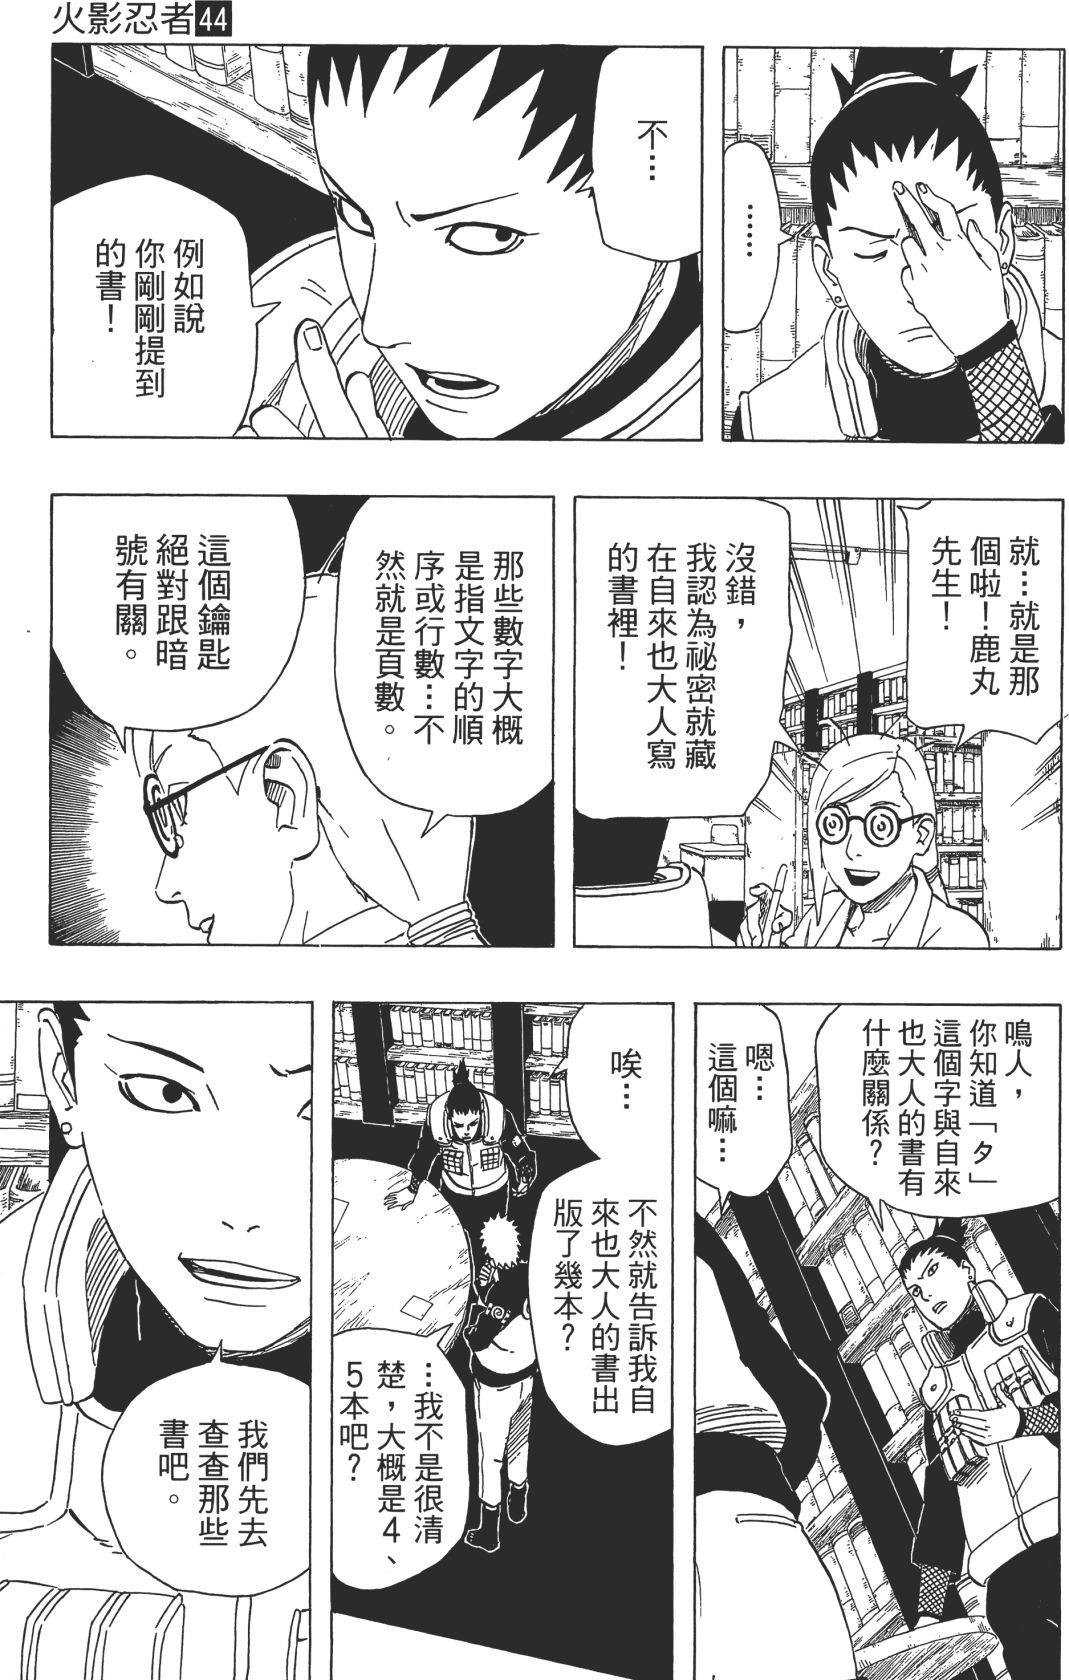 火影忍者44
……
不…
例如說
你剛剛提到
的書！
就…就是那
個啦！鹿丸
先生！
沒錯，
我認為祕密就藏
在自來也大人寫
的書裡！
那些數字大概
是指文字的順
序或行數…不
然就是頁數。
這個鑰匙
絕對跟暗
號有關。
鳴人，
你知道「タ」
這個字與自來
也大人的書有
什麼關係？
嗯…
這個嘛…
唉…
不然就告訴我自
來也大人的書出
版了幾本？
…我不是很清
楚，大概是4、
5本吧？
我們先去
查查那些
書吧。